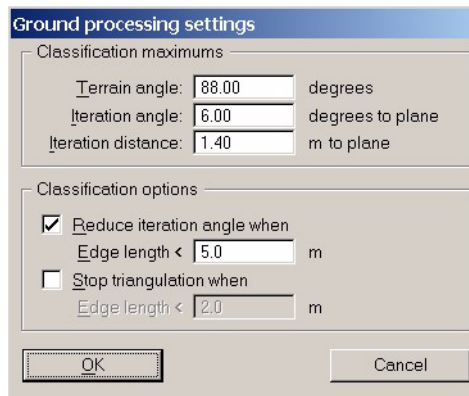 Ground processing settings
Classification maximums
Terrain angle: 88.00 degrees
Iteration angle: 6.00 degrees to plane
Iteration distance: 1.40 m to plane
Classification options
Reduce iteration angle when
Edge length < 5.0 m
Stop triangulation when
Edge length < 2.0 m
OK Cancel